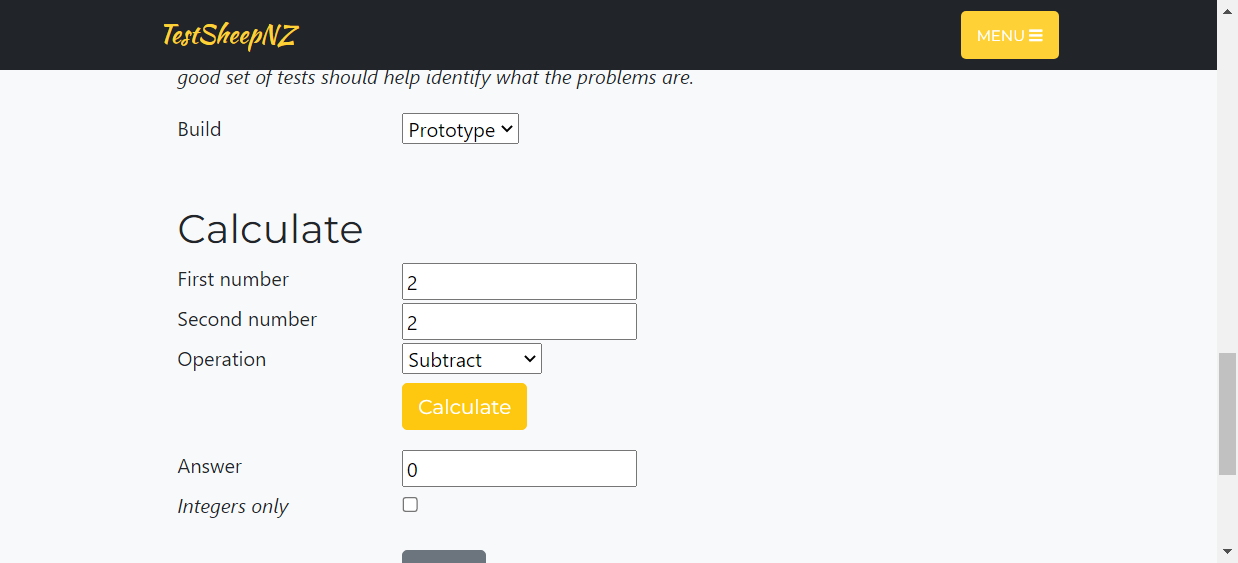 TestSheepNZ
MENU
good set of tests should help identify what the problems are.
Build
Prototype
Calculate
First number
2
Second number
2
Operation
Subtract
Calculate
Answer
0
Integers only